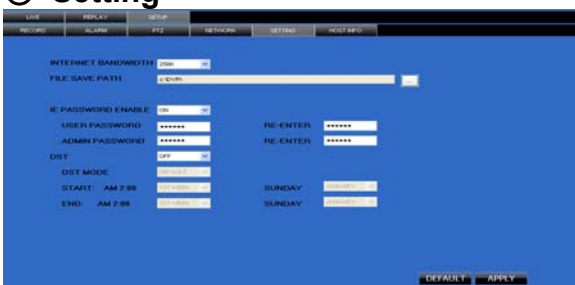 Setting
LIVE REPLAY SETUP
RECORD ALARM PTZ NETWORK SETTING HOST INFO
INTERNET BANDWIDTH 256K
FILE SAVE PATH c:\DVR\ ...
IE PASSWORD ENABLE ON
USER PASSWORD ****** RE-ENTER ******
ADMIN PASSWORD ****** RE-ENTER ******
DST OFF
DST MODE DEFAULT
START: AM 2:00 SUNDAY
END: AM 2:00 SUNDAY
DEFAULT APPLY